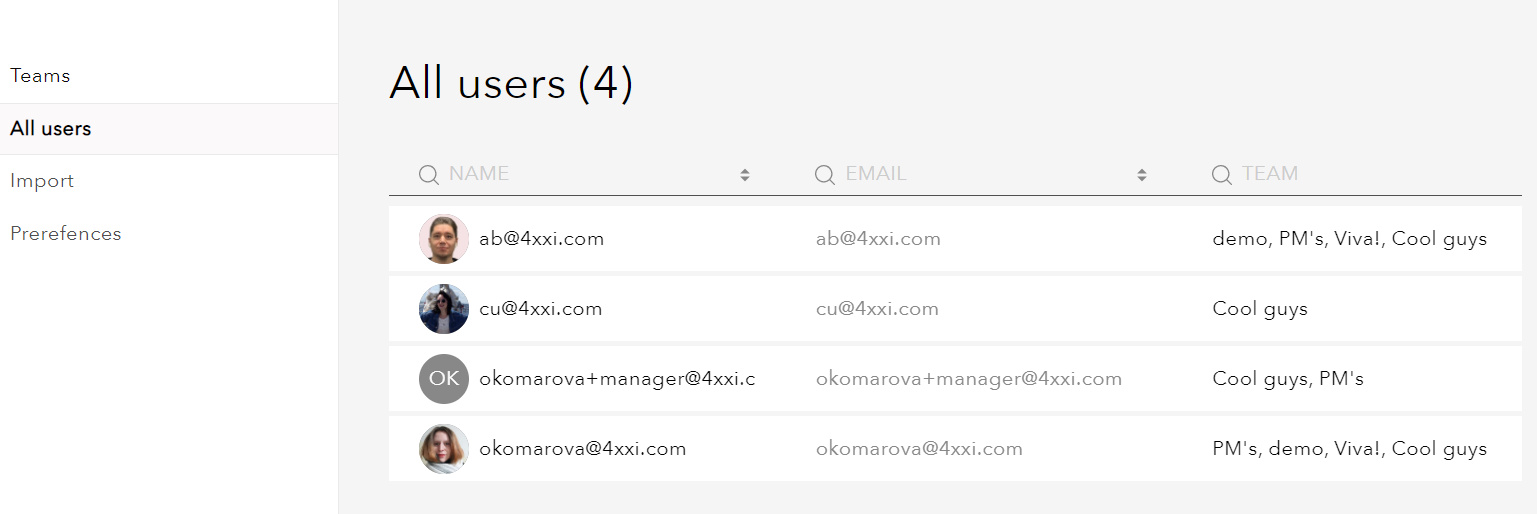 Teams
All users
Import
Prerefences
All users (4)
NAME EMAIL TEAM
ab@4xxi.com ab@4xxi.com demo, PM's, Viva!, Cool guys
cu@4xxi.com cu@4xxi.com Cool guys
OK okomarova+manager@4xxi.c okomarova+manager@4xxi.com Cool guys, PM's
okomarova@4xxi.com okomarova@4xxi.com PM's, demo, Viva!, Cool guys